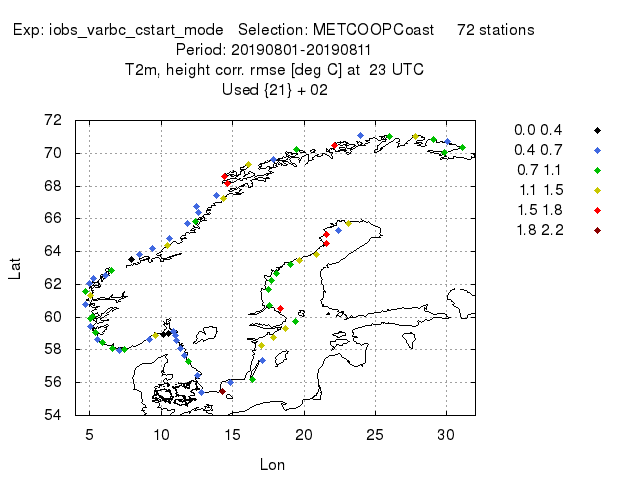 Exp: iobs_varbc_cstart_mode Selection: METCOOPCoast 72 stations
Period: 20190801-20190811
T2m, height corr. rmse [deg C] at 23 UTC
Used {21} + 02
72
70
68
66
64
62
60
58
56
54
Lat
5 10 15 20 25 30
Lon
0.0 0.4
0.4 0.7
0.7 1.1
1.1 1.5
1.5 1.8
1.8 2.2